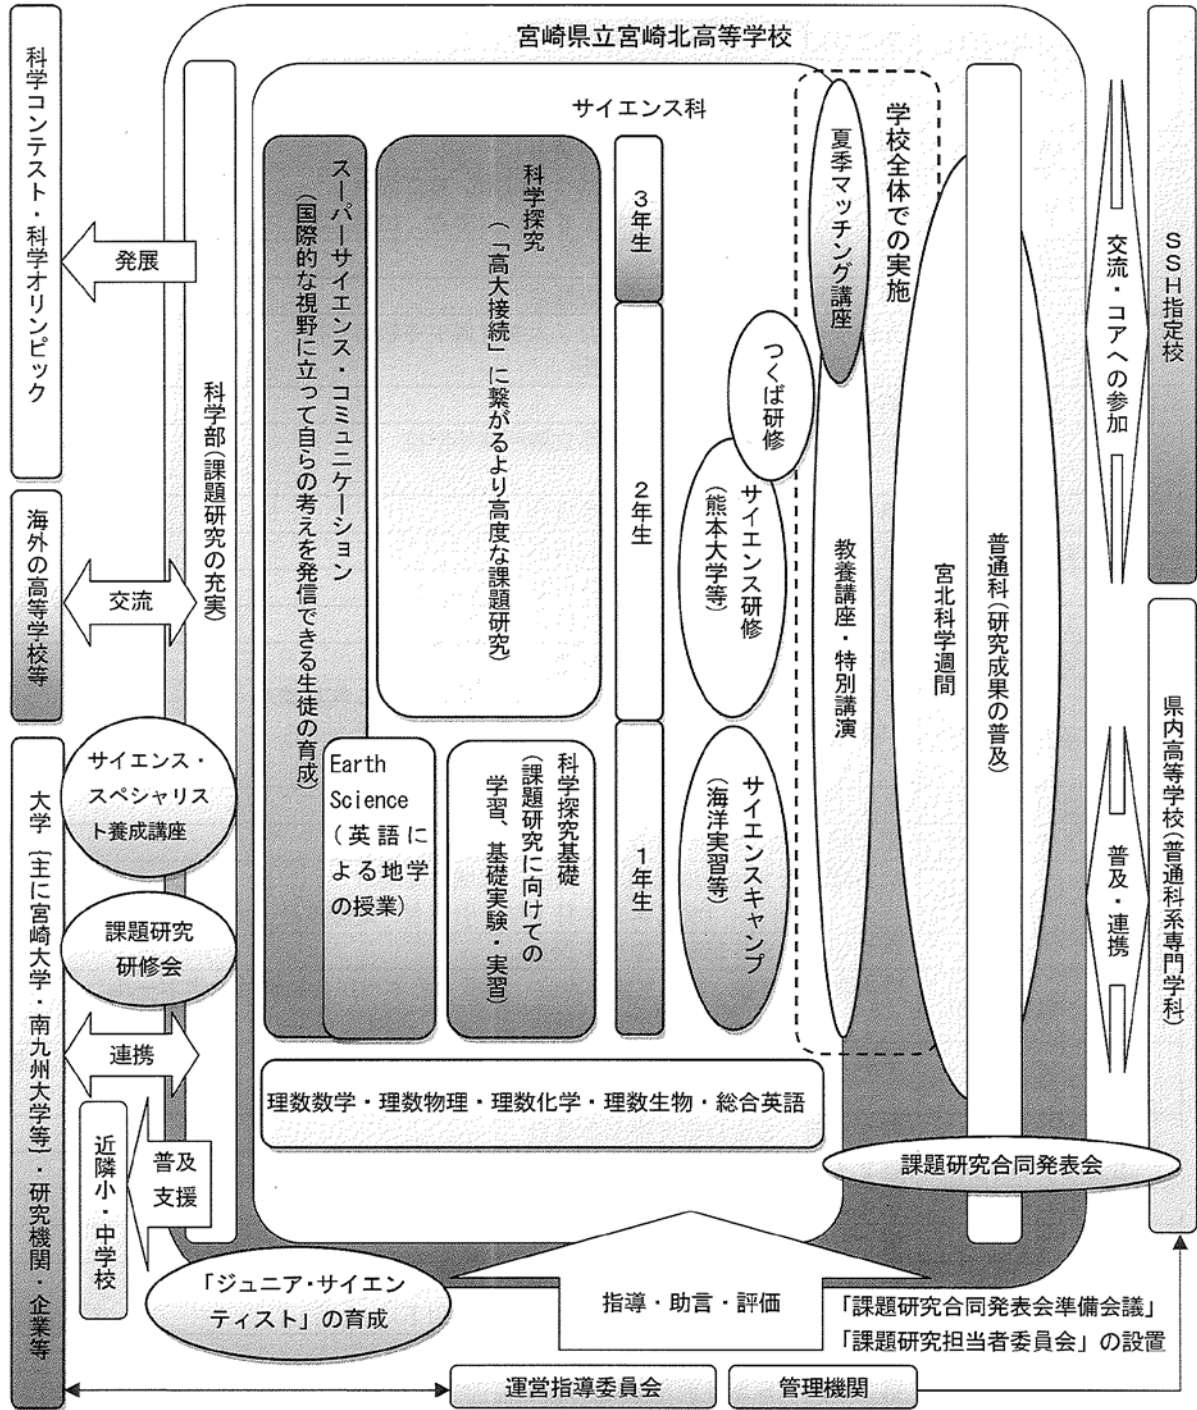 宮崎県立宮崎北高等学校
科学コンテスト・科学オリンピック
発展
海外の高等学校等
交流
大学〔主に宮崎大学・南九州大学等〕・研究機関・企業等
サイエンス・
スペシャリス
ト養成講座
課題研究
研修会
連携
近隣小・中学校
普及
支援
「ジュニア・サイエン
ティスト」の育成
科学部(課題研究の充実)
サイエンス科
スーパーサイエンス・コミュニケーション
(国際的な視野に立って自らの考えを発信できる生徒の育成)
科学探究
(「高大接続」に繋がるより高度な課題研究)
Earth
Science
(英語に
よる地学
の授業)
科学探究基礎
(課題研究に向けての
学習、基礎実験・実習)
3年生
2年生
1年生
つくば研修
サイエンス研修
(熊本大学等)
サイエンスキャンプ
(海洋実習等)
学校全体での実施
夏季マッチング講座
教養講座・特別講演
宮北科学週間
普通科(研究成果の普及)
理数数学・理数物理・理数化学・理数生物・総合英語
課題研究合同発表会
交流・コアへの参加
SSH指定校
普及・連携
県内高等学校(普通科系専門学科)
指導・助言・評価
「課題研究合同発表会準備会議」
「課題研究担当者委員会」の設置
運営指導委員会
管理機関